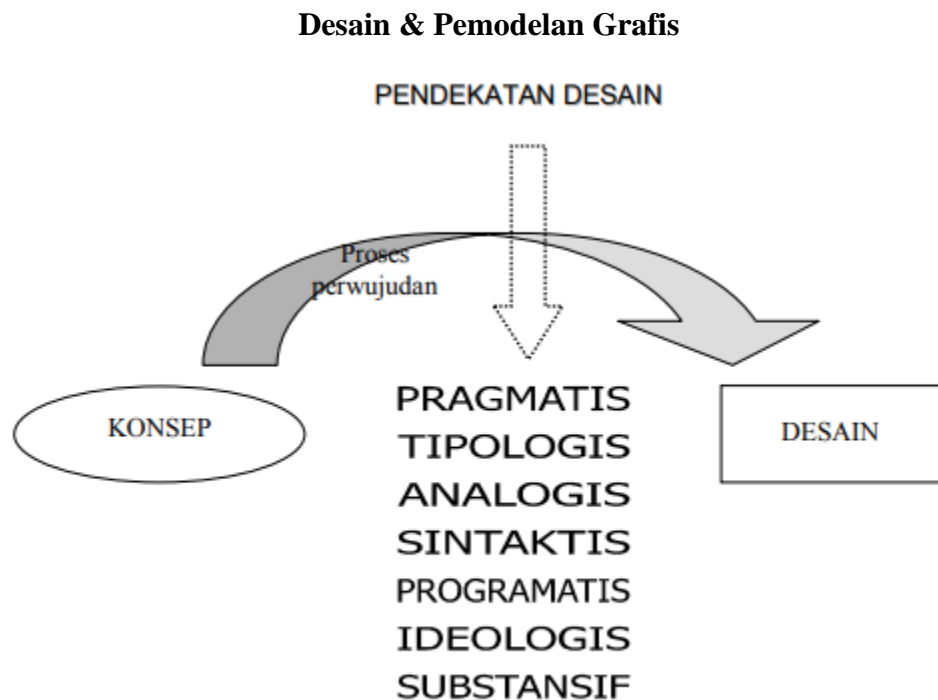 Desain & Pemodelan Grafis
PENDEKATAN DESAIN
Proses
perwujudan
KONSEP
PRAGMATIS
TIPOLOGIS
ANALOGIS
SINTAKTIS
PROGRAMATIS
IDEOLOGIS
SUBSTANSIF
DESAIN